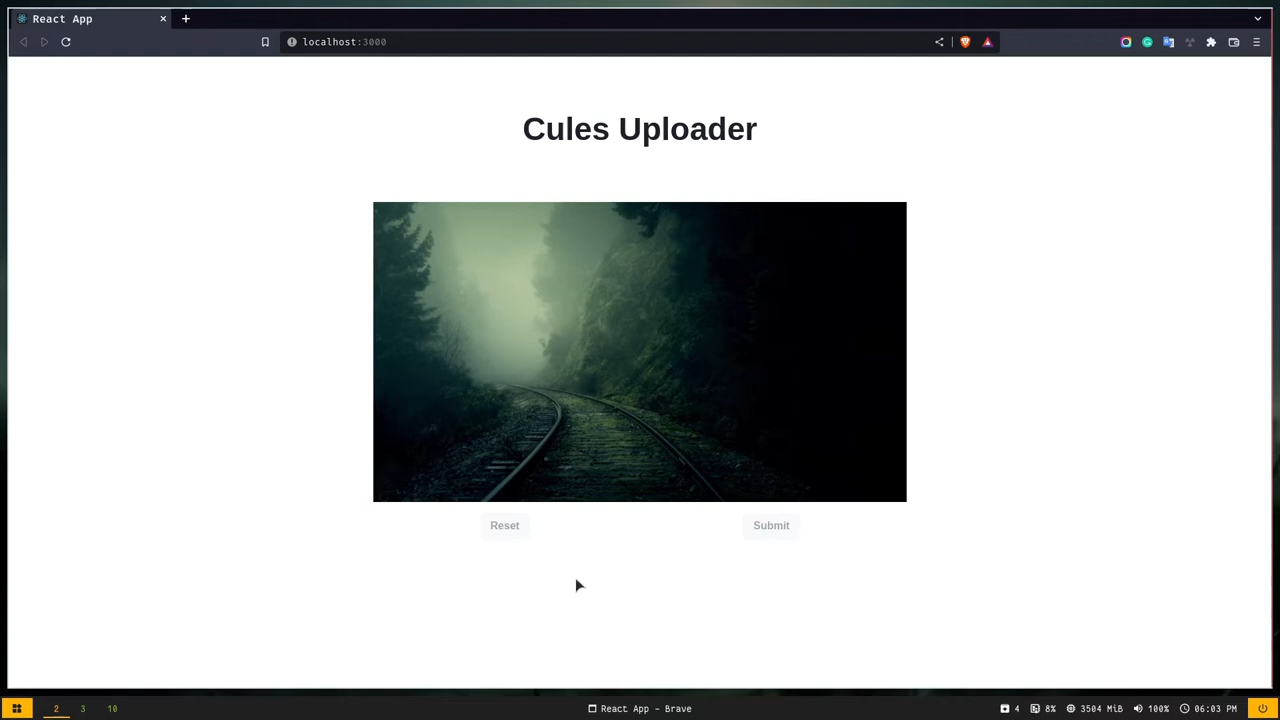 React App
localhost:3000
Cules Uploader
Reset
Submit
2
3
10
React App - Brave
4
8%
3504 MiB
100%
06:03 PM